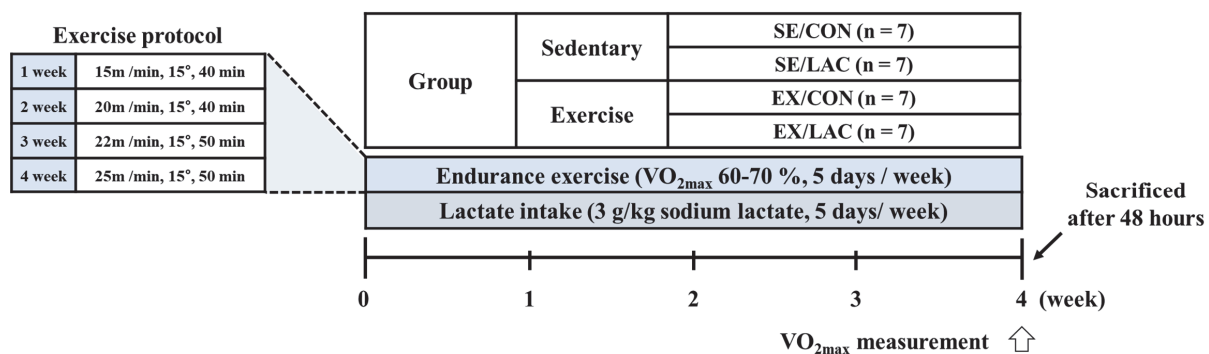 Exercise protocol
1 week 15m /min, 15°, 40 min
2 week 20m /min, 15°, 40 min
3 week 22m /min, 15°, 50 min
4 week 25m /min, 15°, 50 min
Group
Sedentary
SE/CON (n = 7)
SE/LAC (n = 7)
Exercise
EX/CON (n = 7)
EX/LAC (n = 7)
Endurance exercise (VO2max 60-70 %, 5 days / week)
Lactate intake (3 g/kg sodium lactate, 5 days/ week)
Sacrificed
after 48 hours
0 1 2 3 4 (week)
VO2max measurement